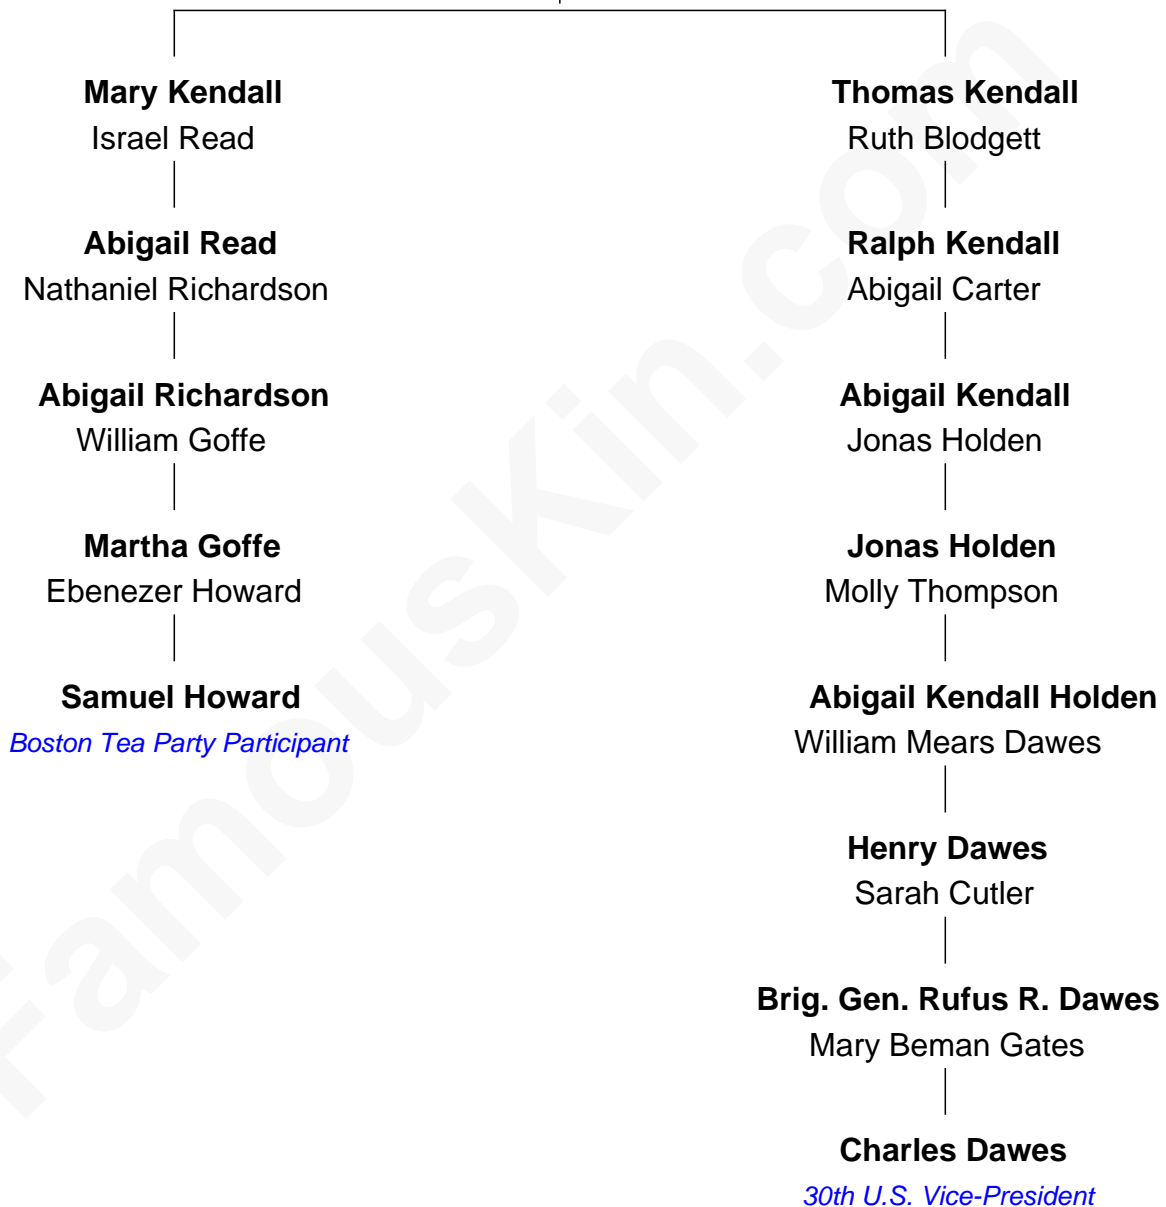 Mary Kendall
Israel Read
Abigail Read
Nathaniel Richardson
Abigail Richardson
William Goffe
Martha Goffe
Ebenezer Howard
Samuel Howard
Boston Tea Party Participant
Thomas Kendall
Ruth Blodgett
Ralph Kendall
Abigail Carter
Abigail Kendall
Jonas Holden
Jonas Holden
Molly Thompson
Abigail Kendall Holden
William Mears Dawes
Henry Dawes
Sarah Cutler
Brig. Gen. Rufus R. Dawes
Mary Beman Gates
Charles Dawes
30th U.S. Vice-President
FamousKin.com